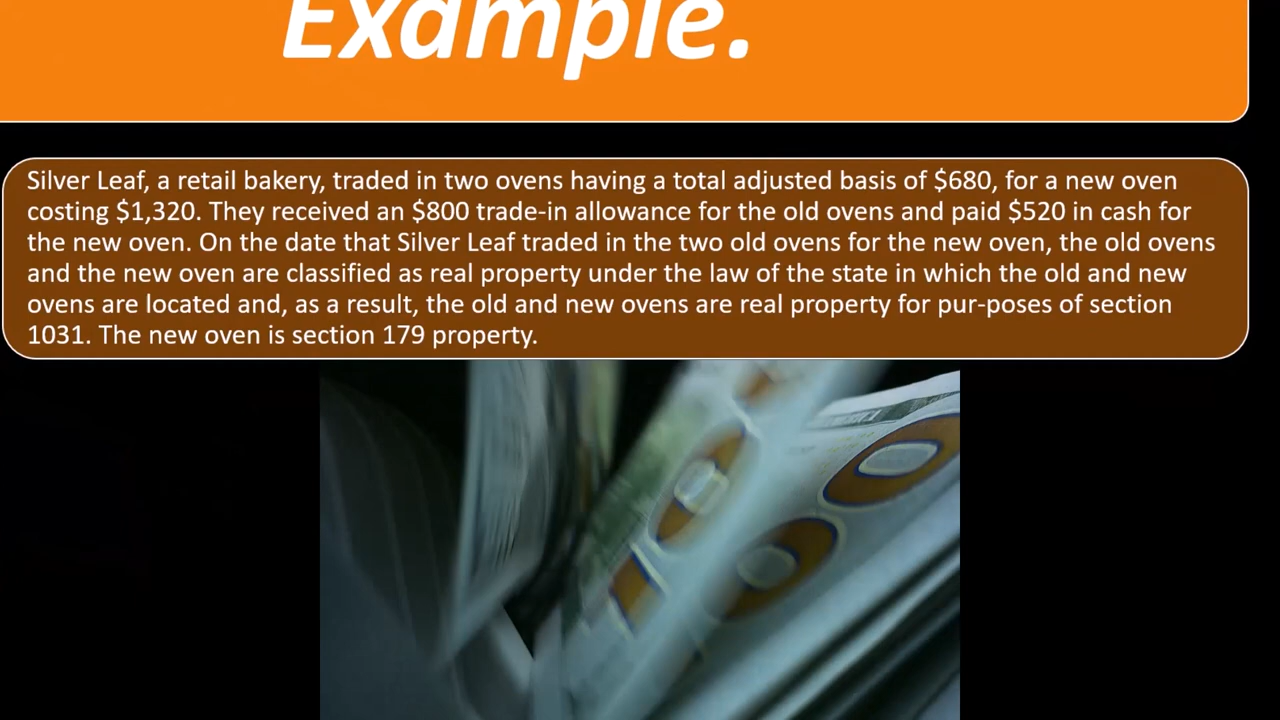 Example.
Silver Leaf, a retail bakery, traded in two ovens having a total adjusted basis of $680, for a new oven
costing $1,320. They received an $800 trade-in allowance for the old ovens and paid $520 in cash for
the new oven. On the date that Silver Leaf traded in the two old ovens for the new oven, the old ovens
and the new oven are classified as real property under the law of the state in which the old and new
ovens are located and, as a result, the old and new ovens are real property for pur-poses of section
1031. The new oven is section 179 property.
100